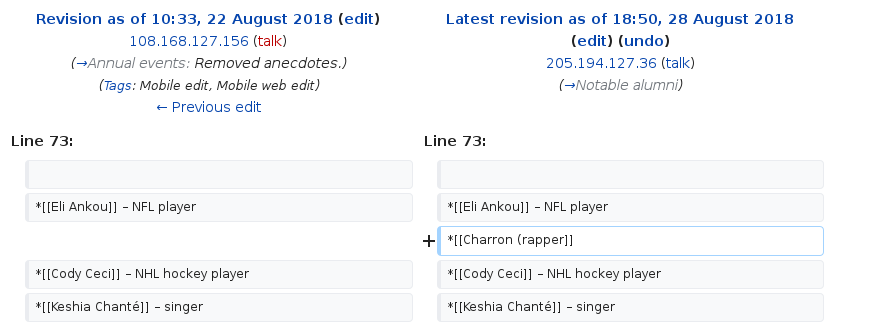 Revision as of 10:33, 22 August 2018 (edit)
108.168.127.156 (talk)
(→Annual events: Removed anecdotes.)
(Tags: Mobile edit, Mobile web edit)
← Previous edit
Latest revision as of 18:50, 28 August 2018
(edit) (undo)
205.194.127.36 (talk)
(→Notable alumni)
Line 73:
Line 73:
*[[Eli Ankou]] – NFL player
*[[Eli Ankou]] – NFL player
+ *[[Charron (rapper]]
*[[Cody Ceci]] – NHL hockey player
*[[Cody Ceci]] – NHL hockey player
*[[Keshia Chanté]] – singer
*[[Keshia Chanté]] – singer